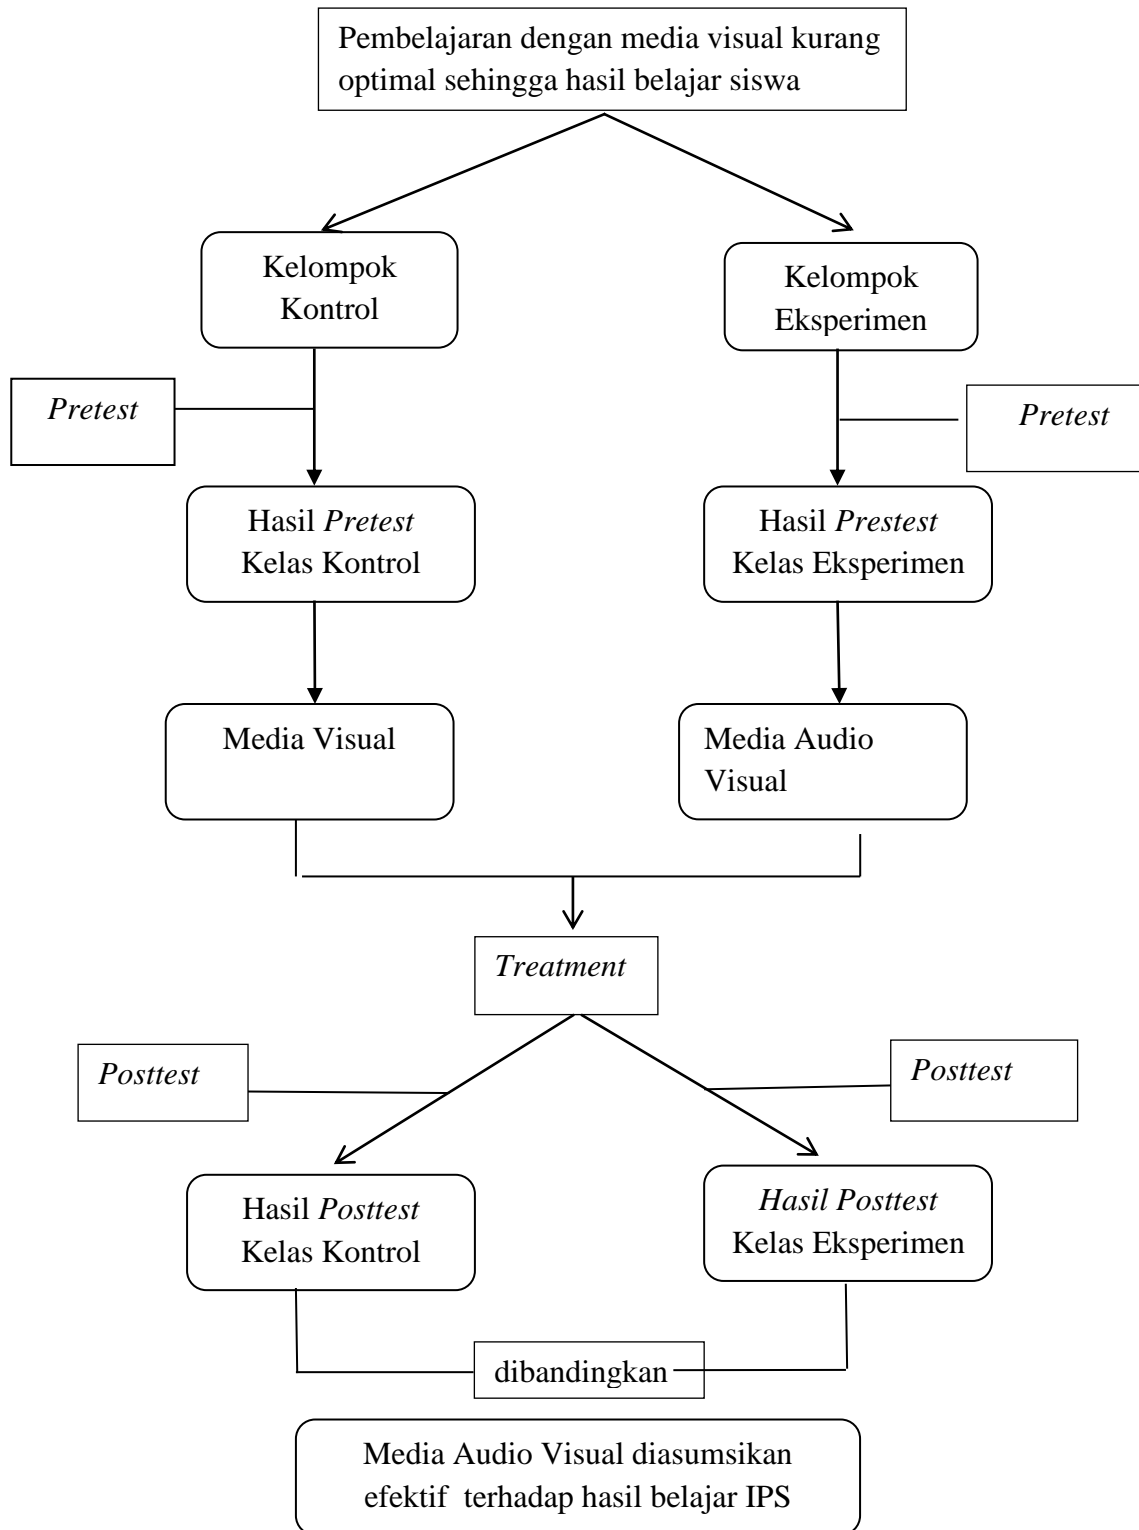 Pembelajaran dengan media visual kurang
optimal sehingga hasil belajar siswa
Kelompok
Kontrol
Kelompok
Eksperimen
Pretest
Pretest
Hasil Pretest
Kelas Kontrol
Hasil Prestest
Kelas Eksperimen
Media Visual
Media Audio
Visual
Treatment
Posttest
Posttest
Hasil Posttest
Kelas Kontrol
Hasil Posttest
Kelas Eksperimen
dibandingkan
Media Audio Visual diasumsikan
efektif terhadap hasil belajar IPS